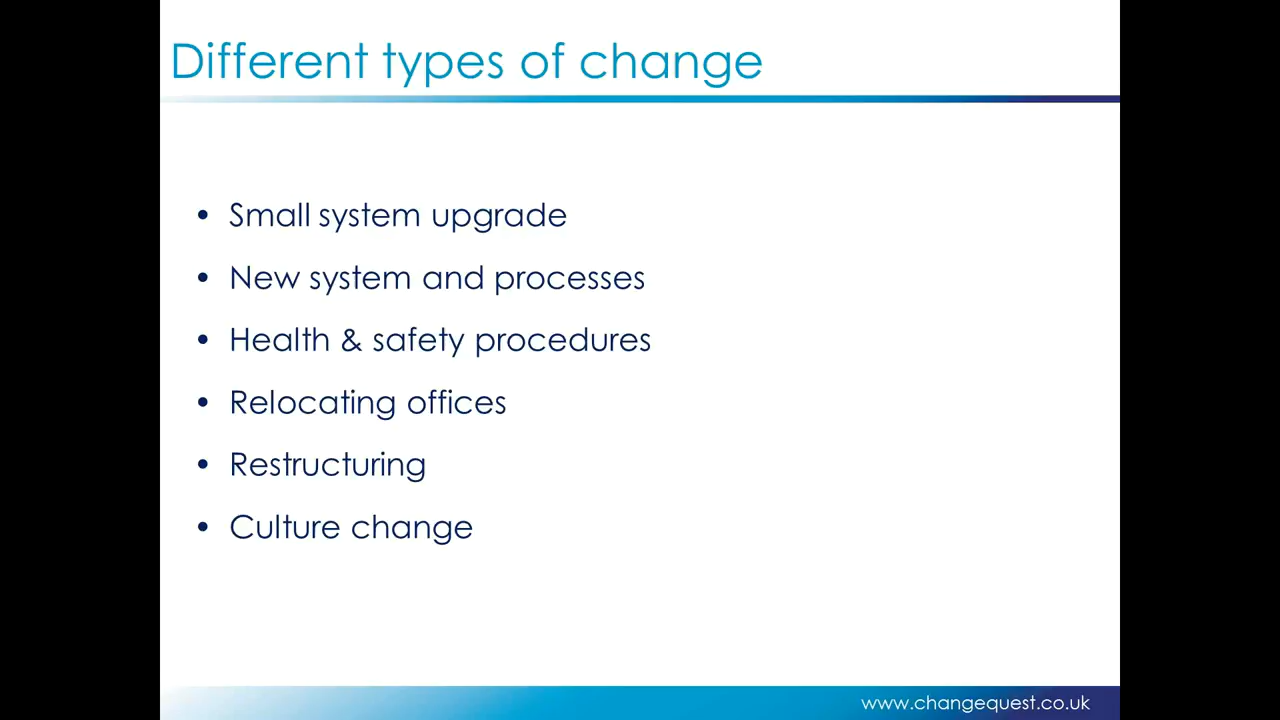 Different types of change
• Small system upgrade
• New system and processes
• Health & safety procedures
• Relocating offices
• Restructuring
• Culture change
www.changequest.co.uk